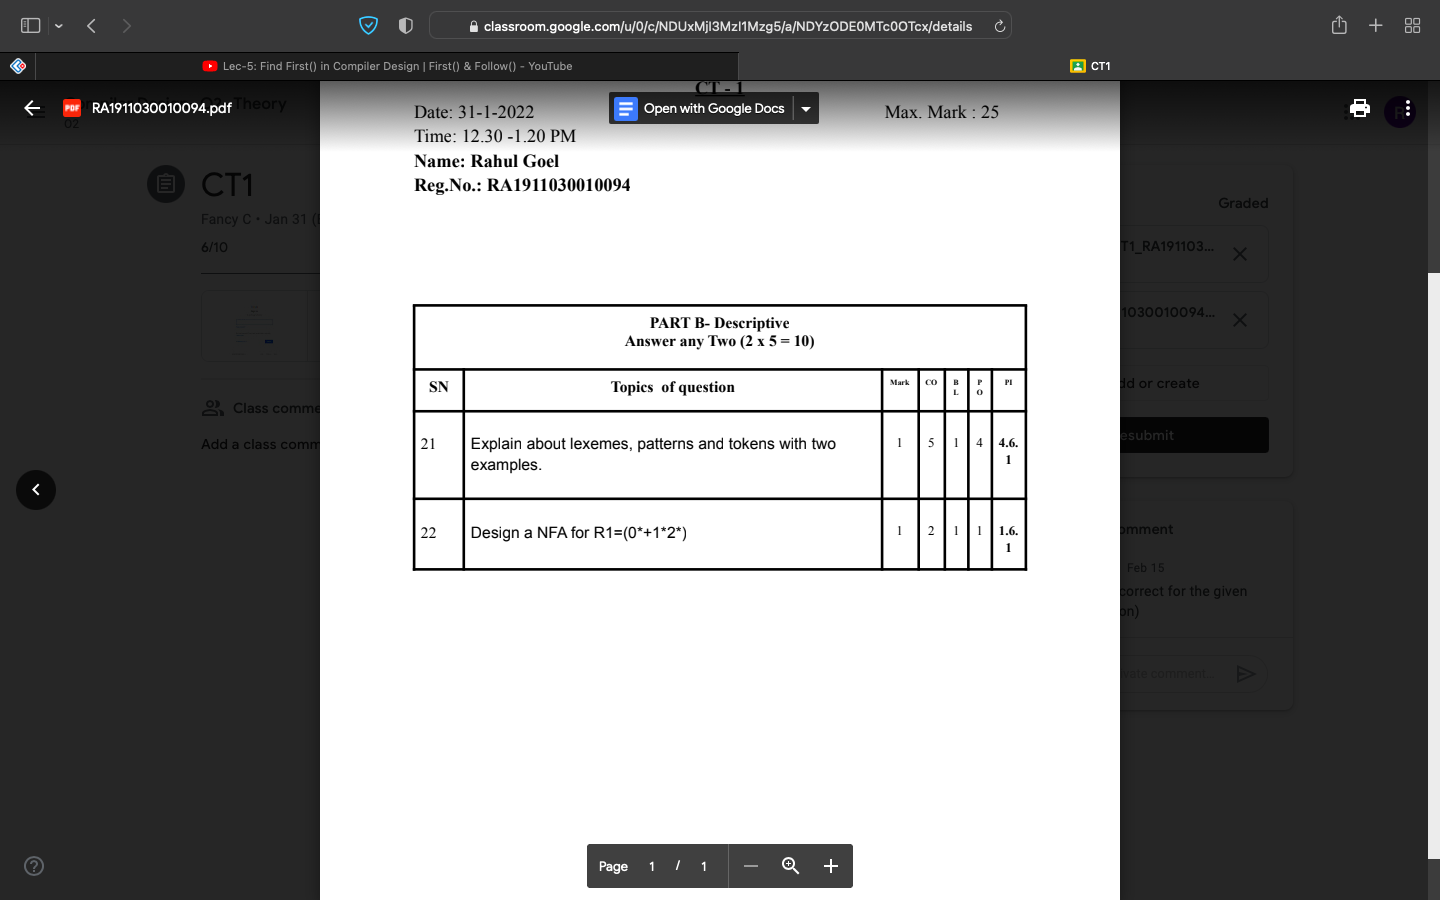 classroom.google.com/u/0/c/NDUxMjI3MzI1Mzg5/a/NDYzODE0MTc0OTcx/details
Lec-5: Find First() in Compiler Design | First() & Follow() - YouTube
CT1
RA1911030010094.pdf
Theory
02
Open with Google Docs
CT - 1
Date: 31-1-2022
Max. Mark : 25
Time: 12.30 -1.20 PM
Name: Rahul Goel
Reg.No.: RA1911030010094
CT1
Fancy C • Jan 31 (
6/10
Graded
T1_RA191103...
1030010094...
dd or create
esubmit
Class comme
Add a class comm
PART B- Descriptive
Answer any Two (2 x 5 = 10)
SN Topics of question Mark CO BL PO PI
21 Explain about lexemes, patterns and tokens with two examples. 1 5 1 4 4.6.1
22 Design a NFA for R1=(0*+1*2*) 1 2 1 1 1.6.1
omment
Feb 15
correct for the given
on)
vate comment...
Page 1 / 1